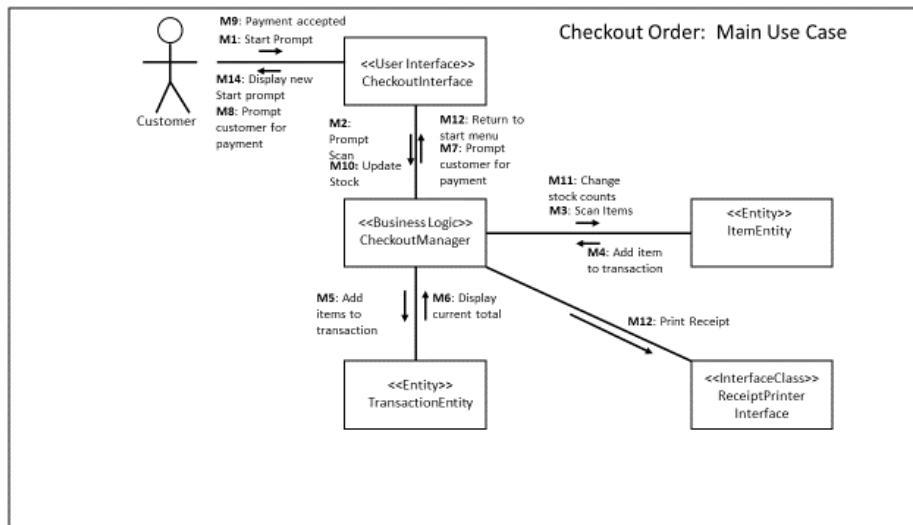 Checkout Order: Main Use Case
M9: Payment accepted
M1: Start Prompt
M14: Display new
Start prompt
M8: Prompt
customer for
payment
Customer
<<User Interface>>
CheckoutInterface
M2:
Prompt
Scan
M10: Update
Stock
M12: Return to
start menu
M7: Prompt
customer for
payment
<<Business Logic>>
CheckoutManager
M11: Change
stock counts
M3: Scan Items
M4: Add item
to transaction
<<Entity>>
ItemEntity
M5: Add
items to
transaction
M6: Display
current total
M12: Print Receipt
<<Entity>>
TransactionEntity
<<InterfaceClass>>
ReceiptPrinter
Interface